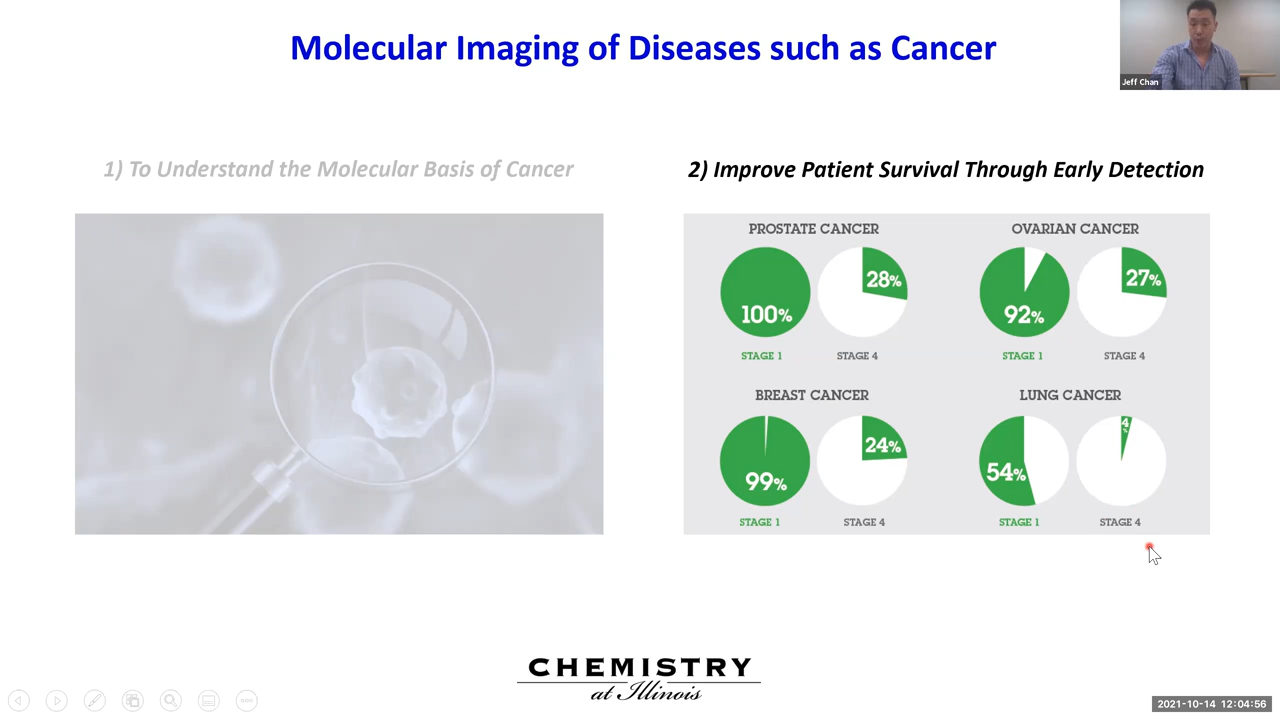 Molecular Imaging of Diseases such as Cancer
Jeff Chan
1) To Understand the Molecular Basis of Cancer
2) Improve Patient Survival Through Early Detection
PROSTATE CANCER
100%
28%
STAGE 1
STAGE 4
OVARIAN CANCER
92%
27%
STAGE 1
STAGE 4
BREAST CANCER
99%
24%
STAGE 1
STAGE 4
LUNG CANCER
54%
4%
STAGE 1
STAGE 4
CHEMISTRY
at Illinois
2021-10-14 12:04:56